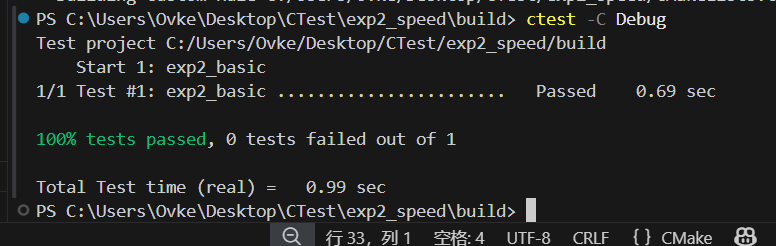 PS C:\Users\Ovke\Desktop\CTest\exp2_speed\build> ctest -C Debug
Test project C:/Users/Ovke/Desktop/CTest/exp2_speed/build
    Start 1: exp2_basic
1/1 Test #1: exp2_basic .......................   Passed    0.69 sec
100% tests passed, 0 tests failed out of 1
Total Test time (real) =   0.99 sec
PS C:\Users\Ovke\Desktop\CTest\exp2_speed\build>
行 33，列 1 空格: 4 UTF-8 CRLF {} CMake